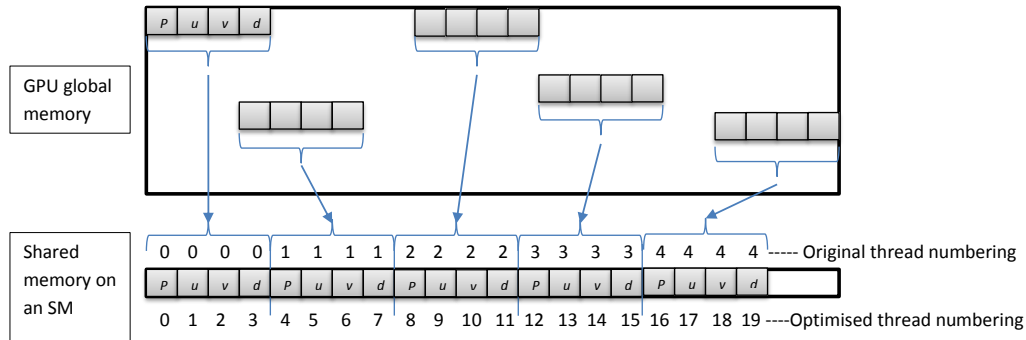 P u v d
GPU global
memory
Shared
memory on
an SM
0 0 0 0 1 1 1 1 2 2 2 2 3 3 3 3 4 4 4 4 ----- Original thread numbering
P u v d P u v d P u v d P u v d P u v d
0 1 2 3 4 5 6 7 8 9 10 11 12 13 14 15 16 17 18 19 ----Optimised thread numbering